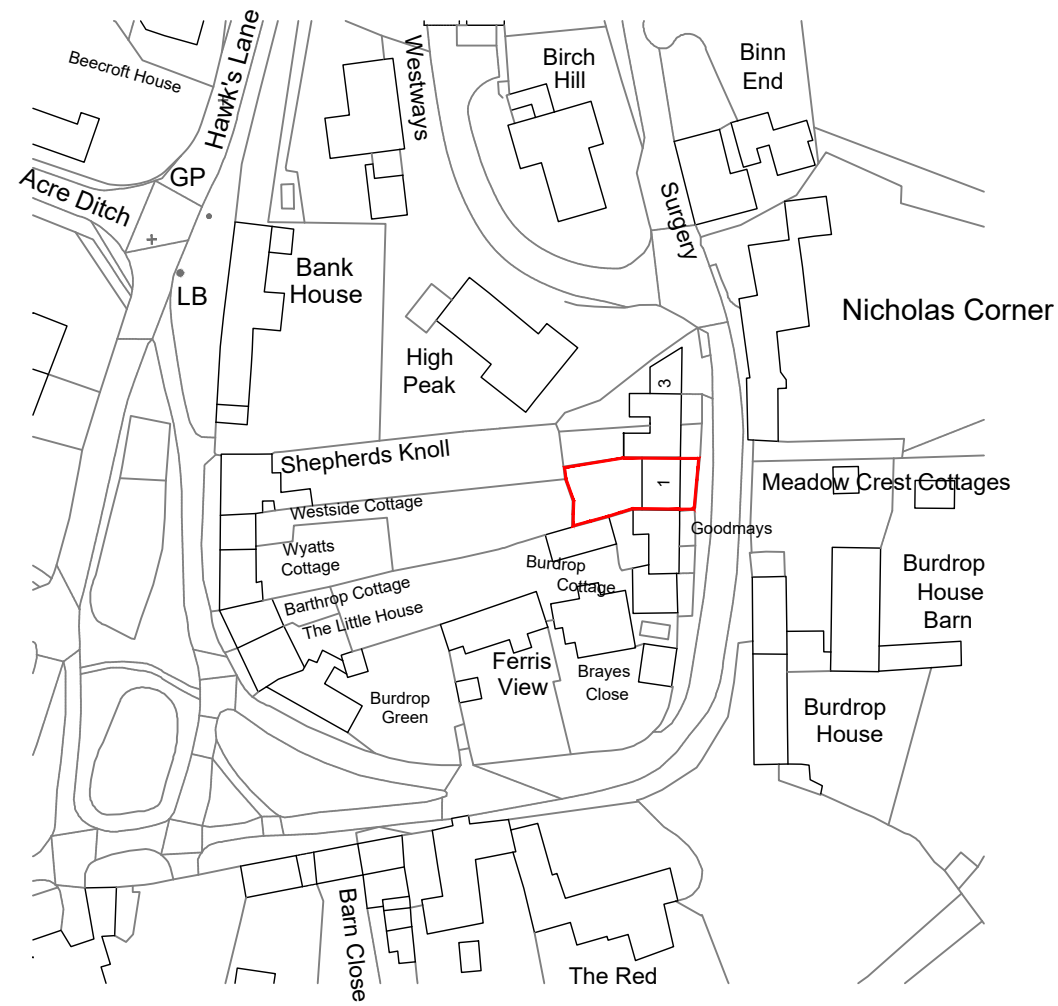 Beecroft House
Hawk's Lane
Westways
Birch
Hill
Binn
End
Acre Ditch
GP
Surgery
LB
Bank
House
Nicholas Corner
High
Peak
3
Shepherds Knoll
1
Meadow Crest Cottages
Westside Cottage
Goodmays
Wyatts
Cottage
Burdrop
Cottage
Burdrop
House
Barn
Barthrop Cottage
The Little House
Ferris
View
Brayes
Close
Burdrop
Green
Burdrop
House
Barn Close
The Red